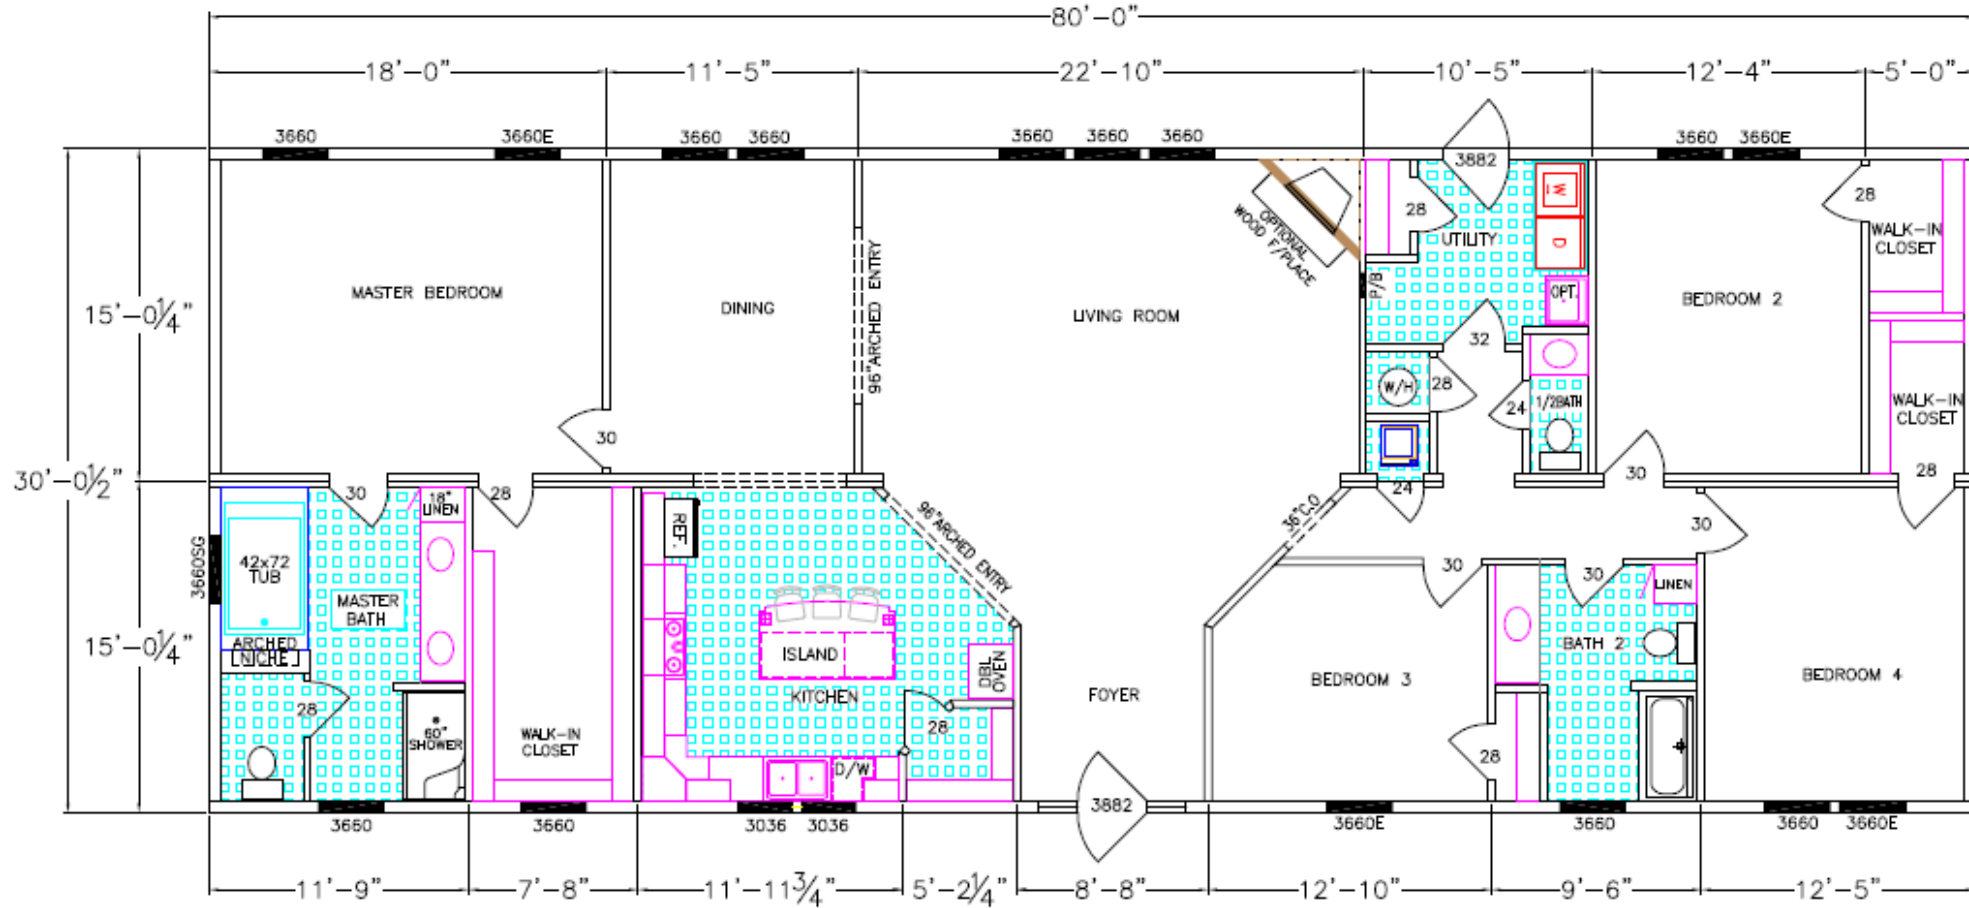 80'-0"
18'-0" 11'-5" 22'-10" 10'-5" 12'-4" 5'-0"
3660 3660E 3660 3660 3660 3660 3660 3882 3660 3660E
28
28
W
D
UTILITY
WALK-IN
CLOSET
OPTIONAL
WOOD F/PLACE
96"ARCHED ENTRY
P/B
OPT.
MASTER BEDROOM
DINING
LIVING ROOM
BEDROOM 2
15'-0¼"
32
W/H
28
24
1/2BATH
WALK-IN
CLOSET
30
30
28
30'-0½"
30
28
18"
LINEN
REF.
96"ARCHED ENTRY
36"C.O
24
30
3660SG
42x72
TUB
MASTER
BATH
30
30
LINEN
ARCHED
NICHE
15'-0¼"
ISLAND
KITCHEN
DBL
OVEN
FOYER
BEDROOM 3
BATH 2
BEDROOM 4
28
60"
SHOWER
WALK-IN
CLOSET
28
28
D/W
3882
3660 3660 3036 3036 3660E 3660 3660 3660E
11'-9" 7'-8" 11'-11¾" 5'-2¼" 8'-8" 12'-10" 9'-6" 12'-5"